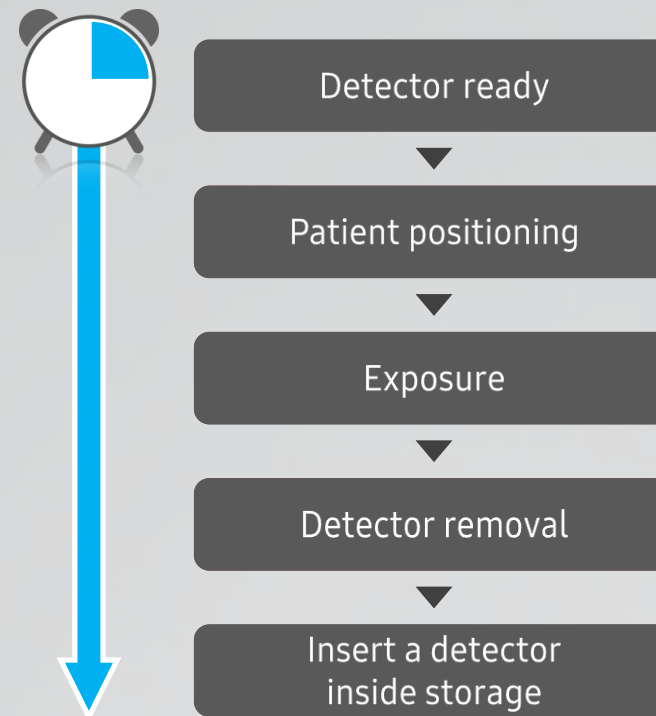 Detector ready
Patient positioning
Exposure
Detector removal
Insert a detector
inside storage